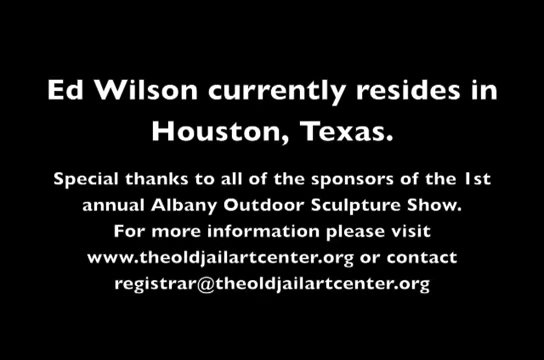 Ed Wilson currently resides in
Houston, Texas.
Special thanks to all of the sponsors of the 1st
annual Albany Outdoor Sculpture Show.
For more information please visit
www.theoldjailartcenter.org or contact
registrar@theoldjailartcenter.org